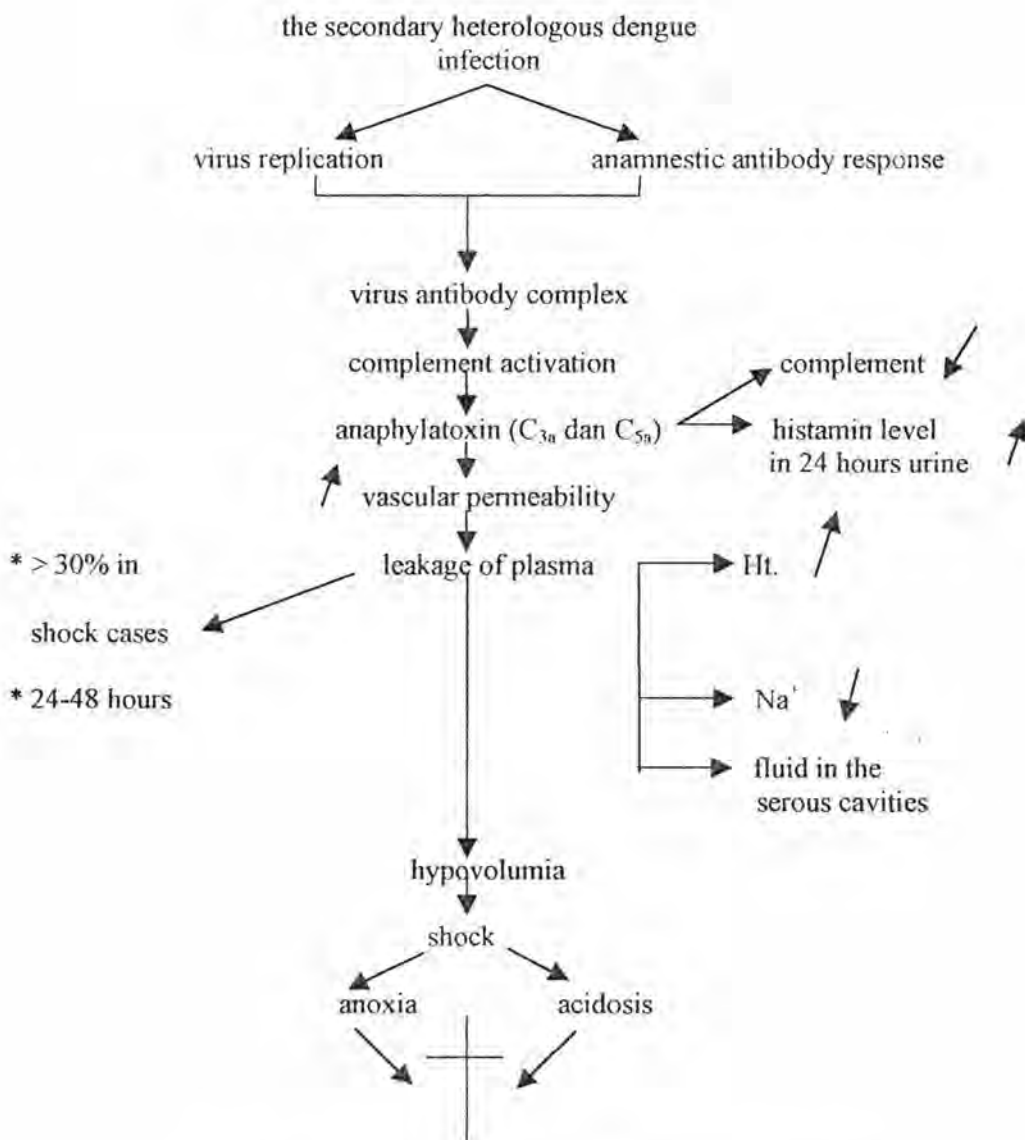 the secondary heterologous dengue
infection
virus replication
anamnestic antibody response
virus antibody complex
complement activation
complement
anaphylatoxin (C3a dan C5a)
histamin level
in 24 hours urine
vascular permeability
* > 30% in
leakage of plasma
Ht.
shock cases
* 24-48 hours
Na+
fluid in the
serous cavities
hypovolumia
shock
anoxia
acidosis